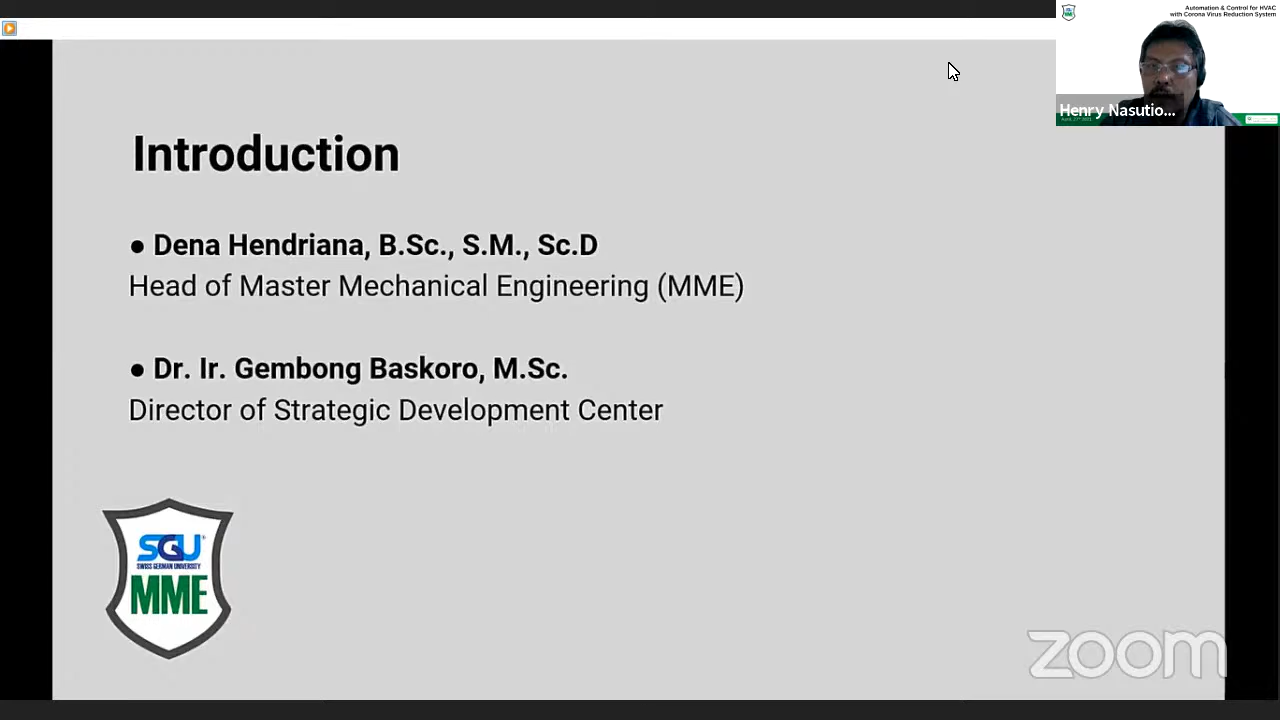 Automation & Control for HVAC
with Corona Virus Reduction System
Henry Nasutio...
Introduction
● Dena Hendriana, B.Sc., S.M., Sc.D
Head of Master Mechanical Engineering (MME)
● Dr. Ir. Gembong Baskoro, M.Sc.
Director of Strategic Development Center
SGU
SWISS GERMAN UNIVERSITY
MME
zoom